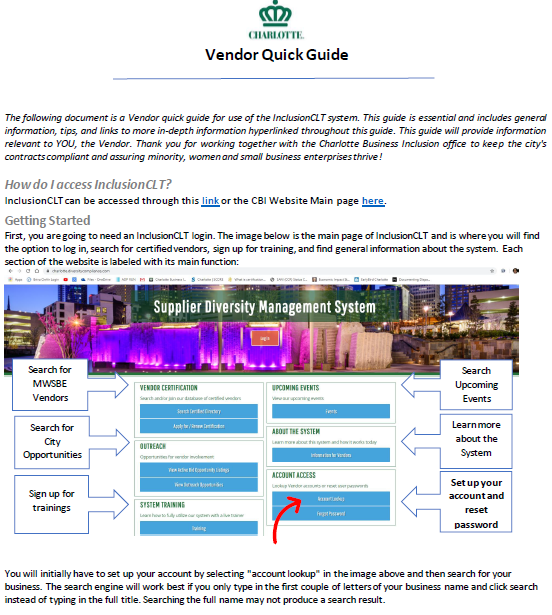 CHARLOTTE.
Vendor Quick Guide
The following document is a Vendor quick guide for use of the InclusionCLT system. This guide is essential and includes general
information, tips, and links to more in-depth information hyperlinked throughout this guide. This guide will provide information
relevant to YOU, the Vendor. Thank you for working together with the Charlotte Business Inclusion office to keep the city's
contracts compliant and assuring minority, women and small business enterprises thrive!
How do I access InclusionCLT?
InclusionCLT can be accessed through this link or the CBI Website Main page here.
Getting Started
First, you are going to need an InclusionCLT login. The image below is the main page of InclusionCLT and is where you will find
the option to log in, search for certified vendors, sign up for training, and find general information about the system. Each
section of the website is labeled with its main function:
Supplier Diversity Management System
Log In
Search for
MWSBE
Vendors
Search for
City
Opportunities
Sign up for
trainings
VENDOR CERTIFICATION
Search and/or join our database of certified vendors
Search Certified Directory
Apply for / Renew Certification
OUTREACH
Opportunities for vendor involvement
View Outreach Opportunities
SYSTEM TRAINING
Learn how to fully utilize our system with a live trainer
Training
UPCOMING EVENTS
View our upcoming events
Events
ABOUT THE SYSTEM
Learn more about this system and how it works today
Information for Vendors
ACCOUNT ACCESS
Lookup Vendor accounts or reset user passwords
Account Lookup
Forgot Password
Search
Upcoming
Events
Learn more
about the
System
Set up your
account and
reset
password
You will initially have to set up your account by selecting "account lookup" in the image above and then search for your
business. The search engine will work best if you only type in the first couple of letters of your business name and click search
instead of typing in the full title. Searching the full name may not produce a search result.